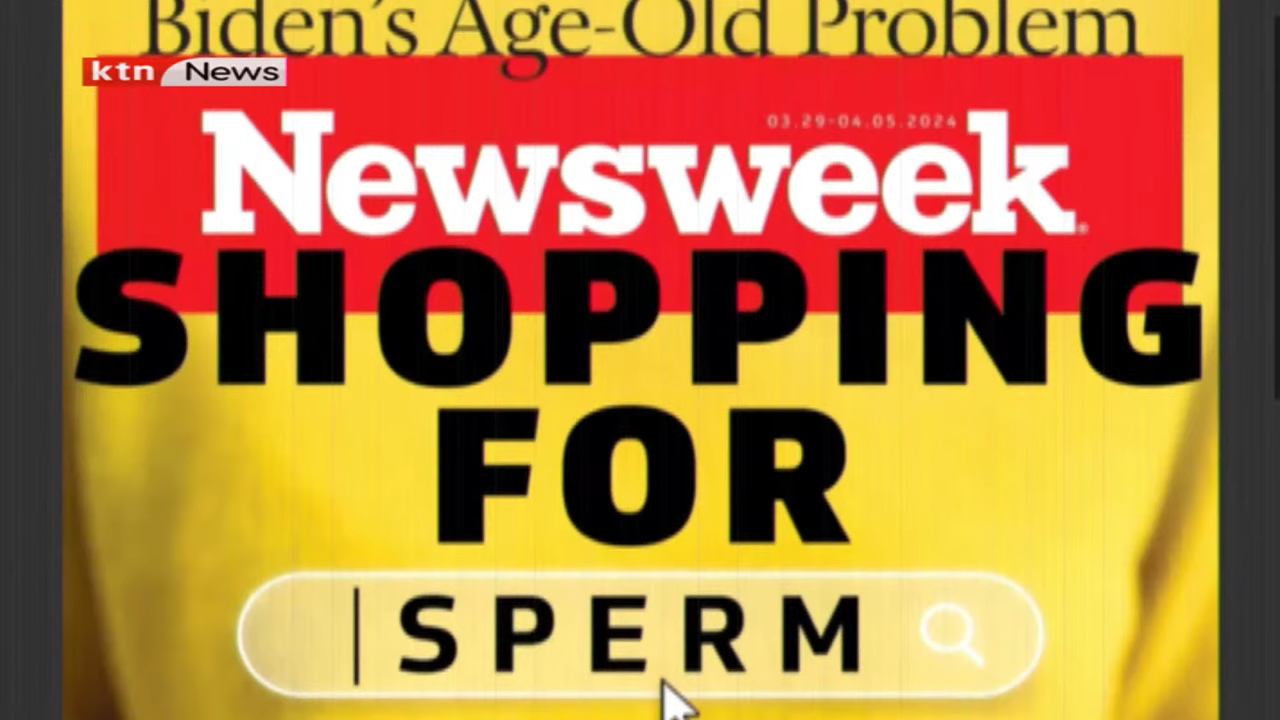 Biden's Age-Old Problem
ktn News
03.29-04.05.2024
Newsweek
SHOPPING
FOR
SPERM